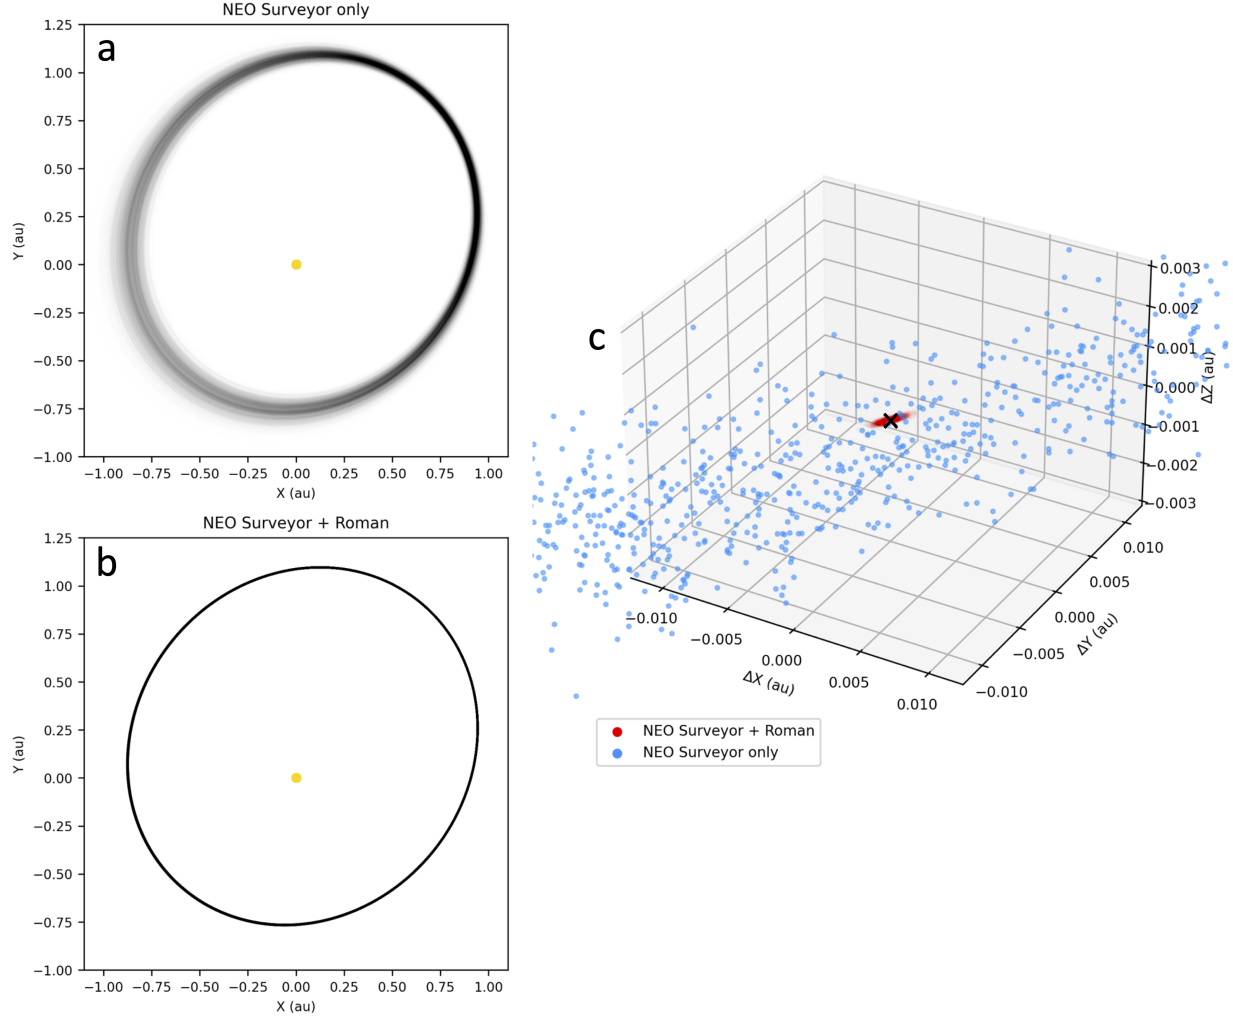 NEO Surveyor only
a
1.25
1.00
0.75
0.50
0.25
0.00
−0.25
−0.50
−0.75
−1.00
Y (au)
−1.00 −0.75 −0.50 −0.25 0.00 0.25 0.50 0.75 1.00
X (au)
NEO Surveyor + Roman
b
1.25
1.00
0.75
0.50
0.25
0.00
−0.25
−0.50
−0.75
−1.00
Y (au)
−1.00 −0.75 −0.50 −0.25 0.00 0.25 0.50 0.75 1.00
X (au)
c
0.003
0.002
0.001
0.000
−0.001
−0.002
−0.003
ΔZ (au)
0.010
0.005
0.000
−0.005
−0.010
ΔY (au)
−0.010
−0.005
0.000
0.005
0.010
ΔX (au)
NEO Surveyor + Roman
NEO Surveyor only